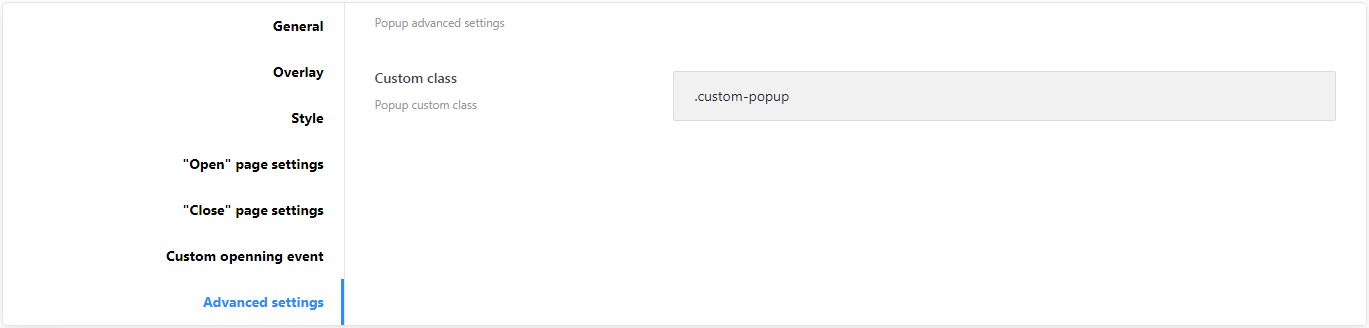 General
Overlay
Style
"Open" page settings
"Close" page settings
Custom openning event
Advanced settings
Popup advanced settings
Custom class
Popup custom class
.custom-popup